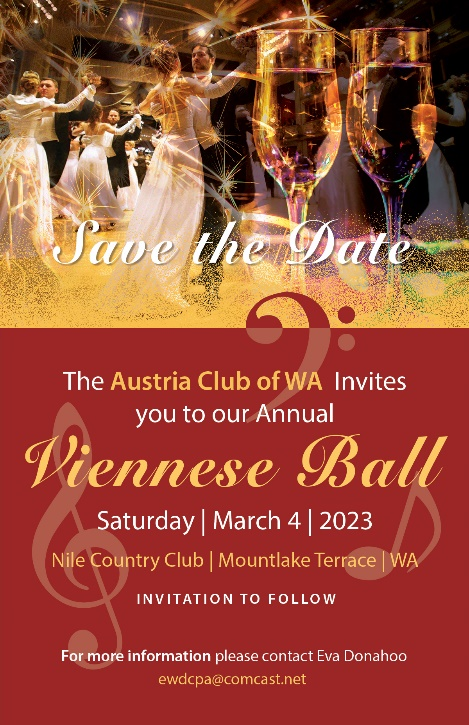 Save the Date
The Austria Club of WA Invites
you to our Annual
Viennese Ball
Saturday | March 4 | 2023
Nile Country Club | Mountlake Terrace | WA
INVITATION TO FOLLOW
For more information please contact Eva Donahoo
ewdcpa@comcast.net